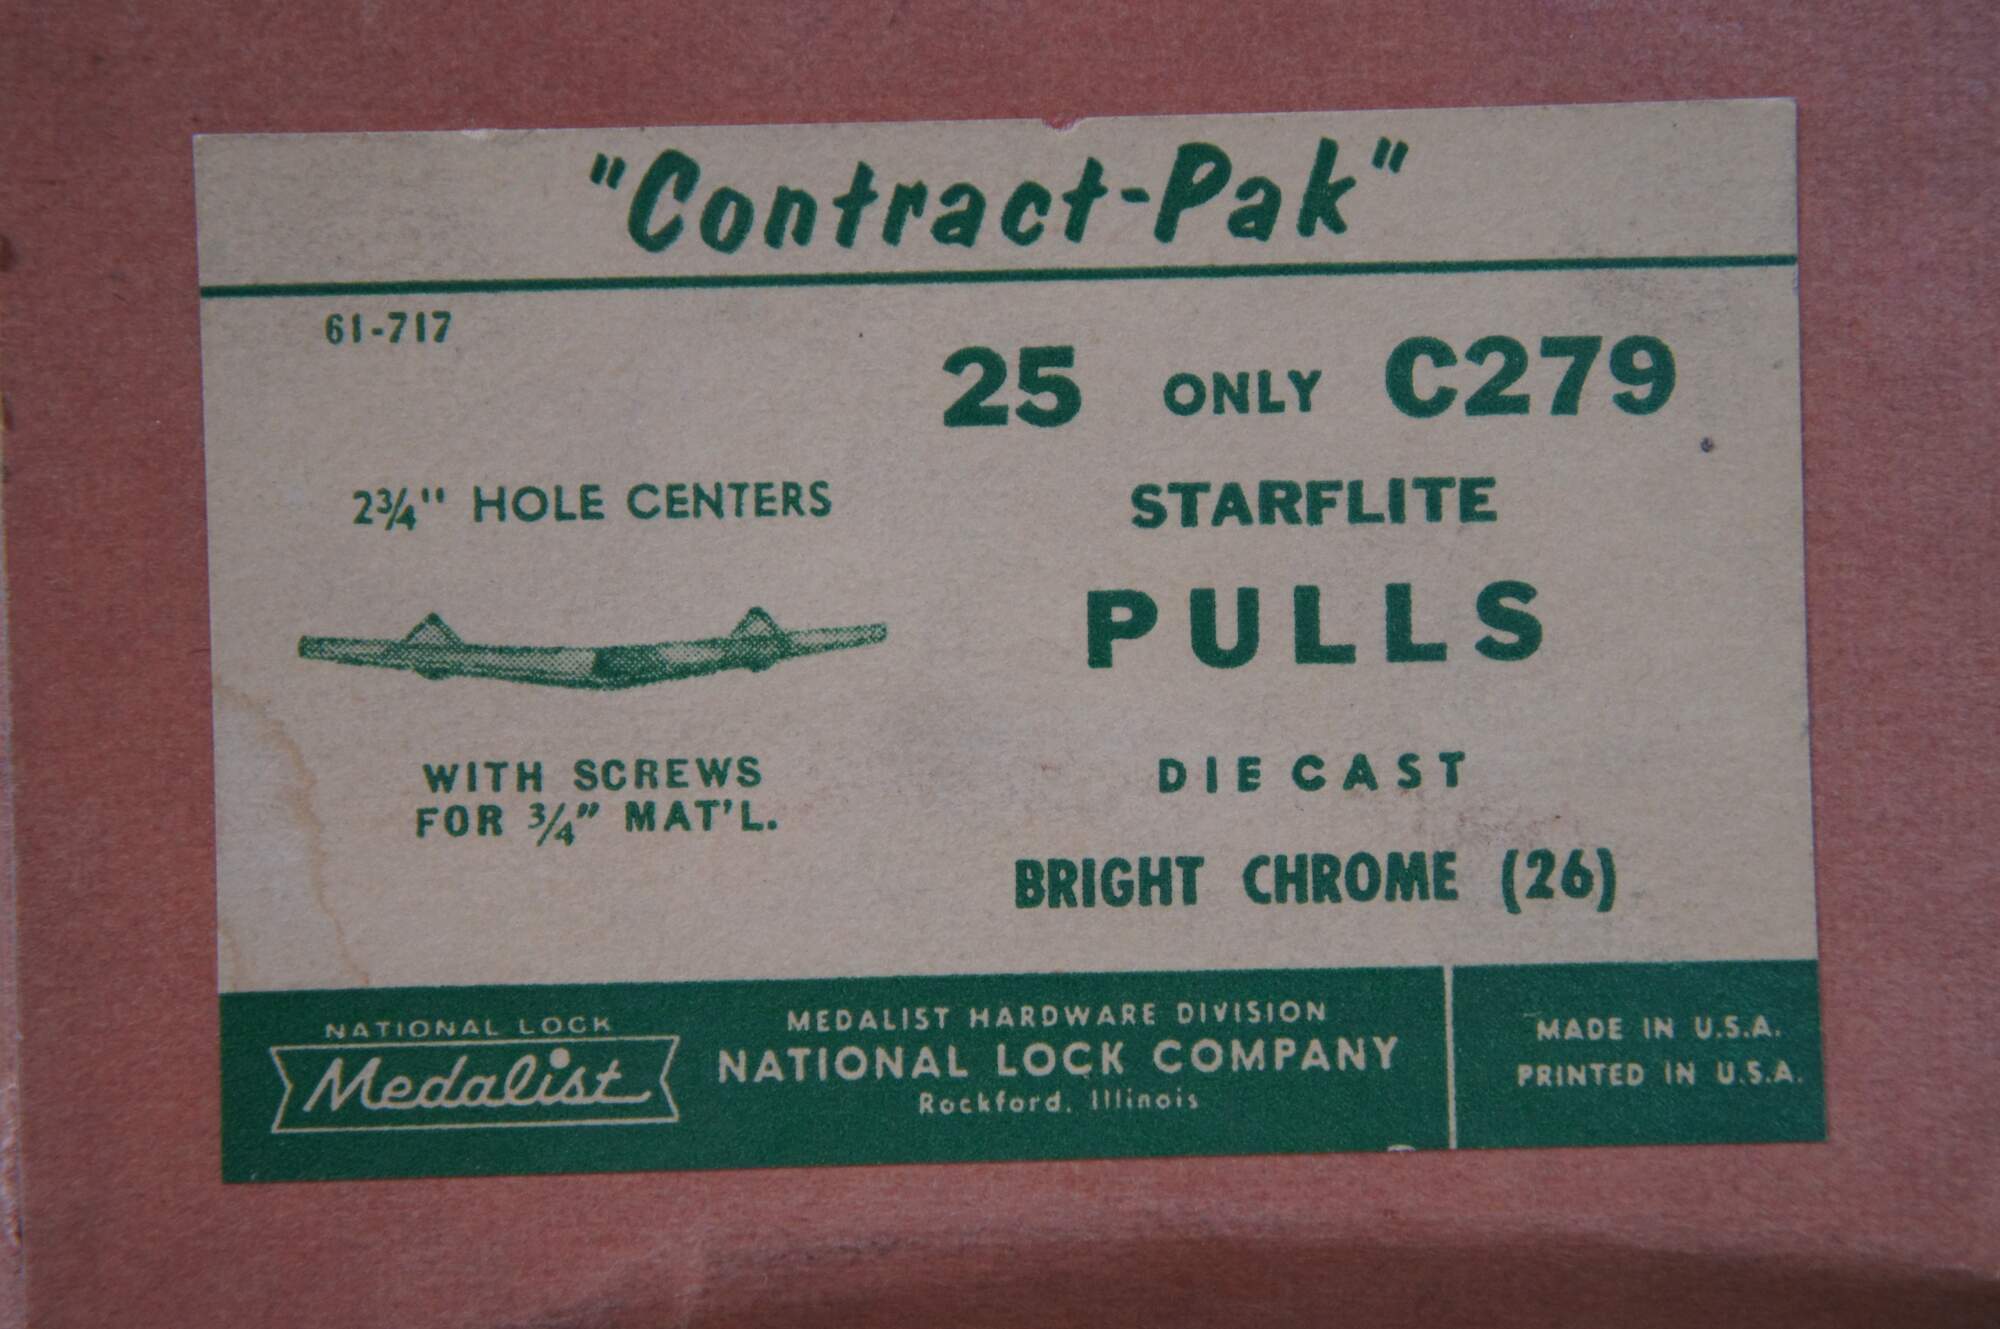 "Contract-Pak"
61-717
25 ONLY C279
2¾" HOLE CENTERS
STARFLITE
PULLS
WITH SCREWS
FOR ¾" MAT'L.
DIE CAST
BRIGHT CHROME (26)
NATIONAL LOCK
Medalist
MEDALIST HARDWARE DIVISION
NATIONAL LOCK COMPANY
Rockford, Illinois
MADE IN U.S.A.
PRINTED IN U.S.A.